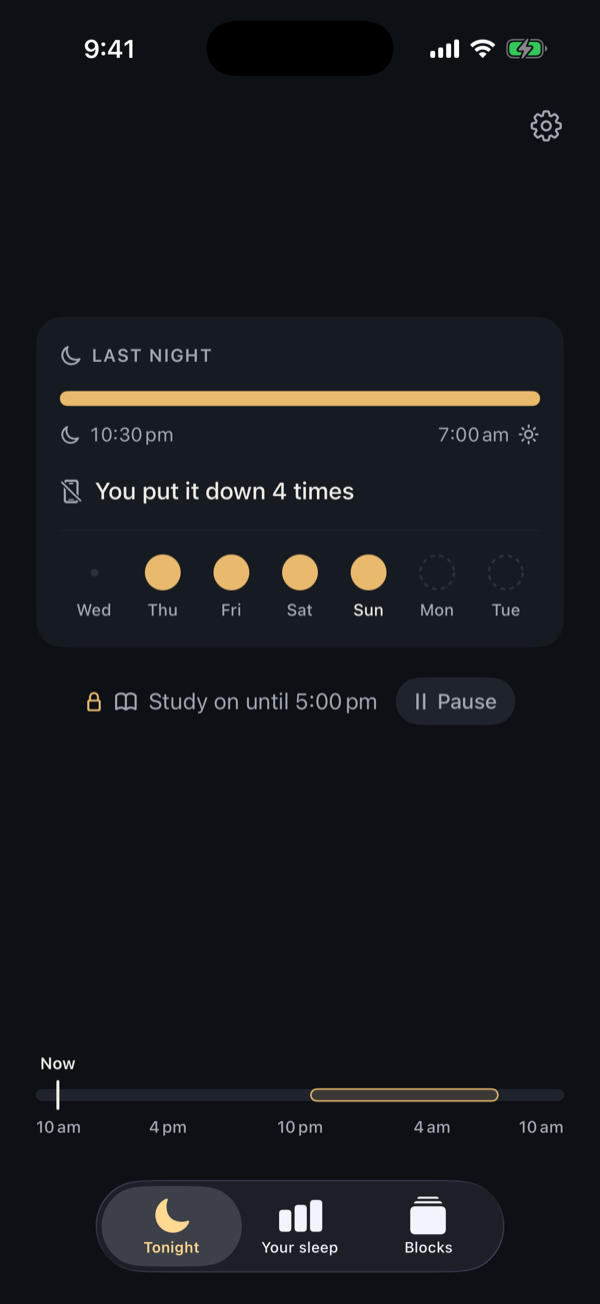 9:41
LAST NIGHT
10:30 pm 7:00 am
You put it down 4 times
Wed Thu Fri Sat Sun Mon Tue
Study on until 5:00 pm Pause
Now
10 am 4 pm 10 pm 4 am 10 am
Tonight Your sleep Blocks